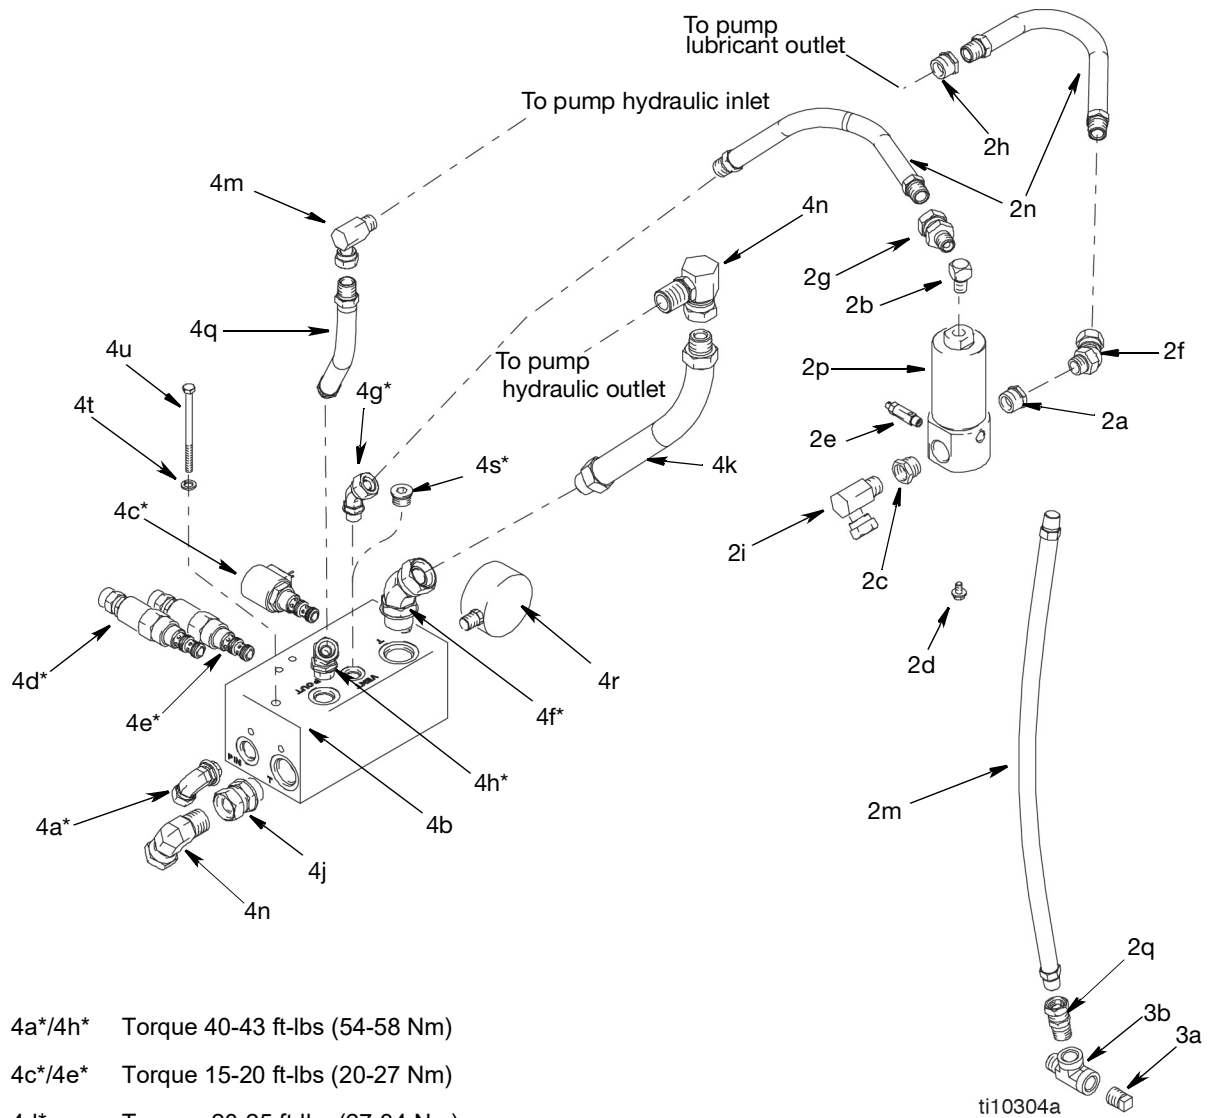 To pump
lubricant outlet
To pump hydraulic inlet
2h
4m
2n
4n
2g
2b
4q
To pump
hydraulic outlet
4u
2f
2p
4g*
4t
2a
2e
4s*
4k
4c*
2i
2c
2d
4d*
4r
4e*
4f*
P OUT
VENT
T
PIN
T
4h*
2m
4a*
4b
4j
4n
2q
3b
3a
4a*/4h* Torque 40-43 ft-lbs (54-58 Nm)
4c*/4e* Torque 15-20 ft-lbs (20-27 Nm)
ti10304a